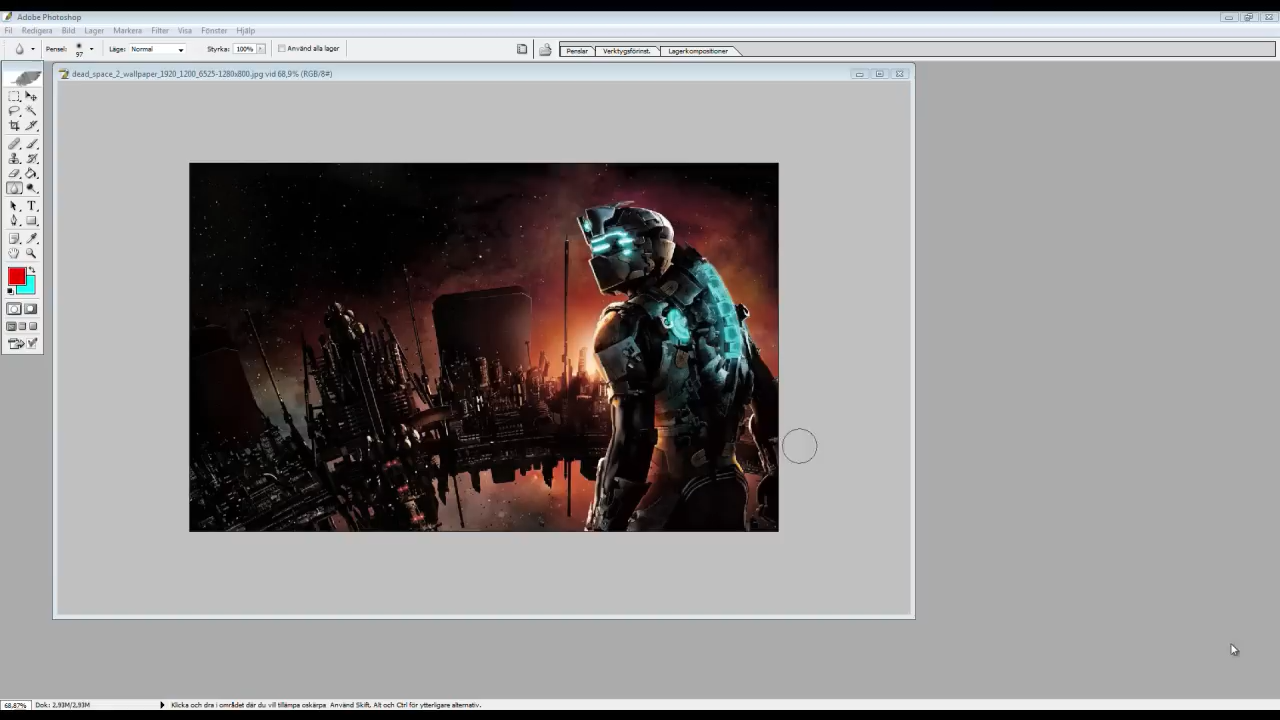 Adobe Photoshop
Fil Redigera Bild Lager Markera Filter Visa Fönster Hjälp
Pensel: 97 Läge: Normal Styrka: 100% Använd alla lager Penslar Verktygsförinst. Lagerkompositioner
dead_space_2_wallpaper_1920_1200_6525-1280x800.jpg vid 68,9% (RGB/8#)
68,87% Dok: 2,93M/2,93M Klicka och dra i området där du vill tillämpa oskärpa. Använd Skift, Alt och Ctrl för ytterligare alternativ.